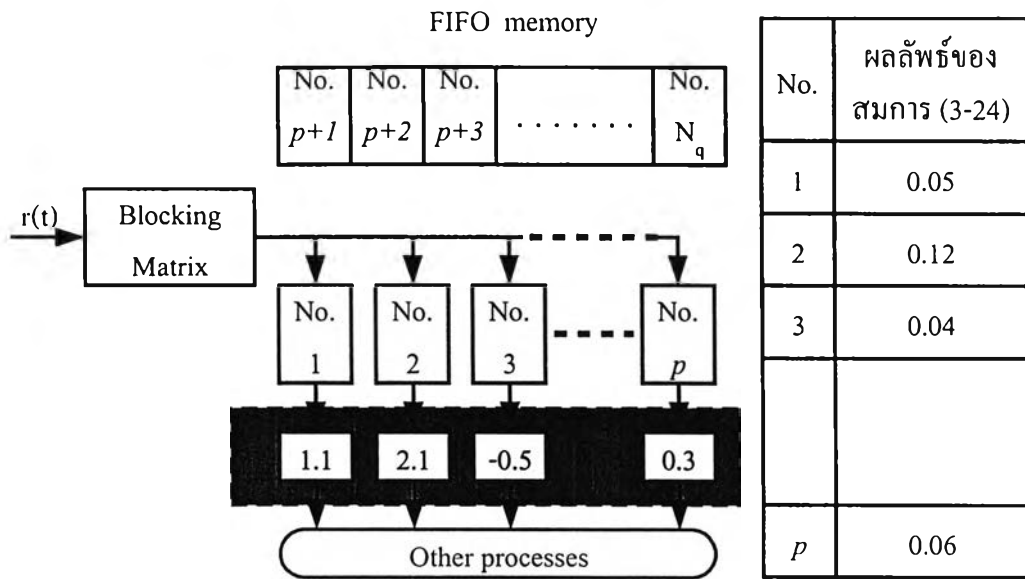 FIFO memory
No. No. No. No.
p+1 p+2 p+3 ....... N_q
r(t)
Blocking
Matrix
No. No. No. No.
1 2 3 p
1.1 2.1 -0.5 0.3
Other processes
No. ผลลัพธ์ของ
สมการ (3-24)
1 0.05
2 0.12
3 0.04
p 0.06